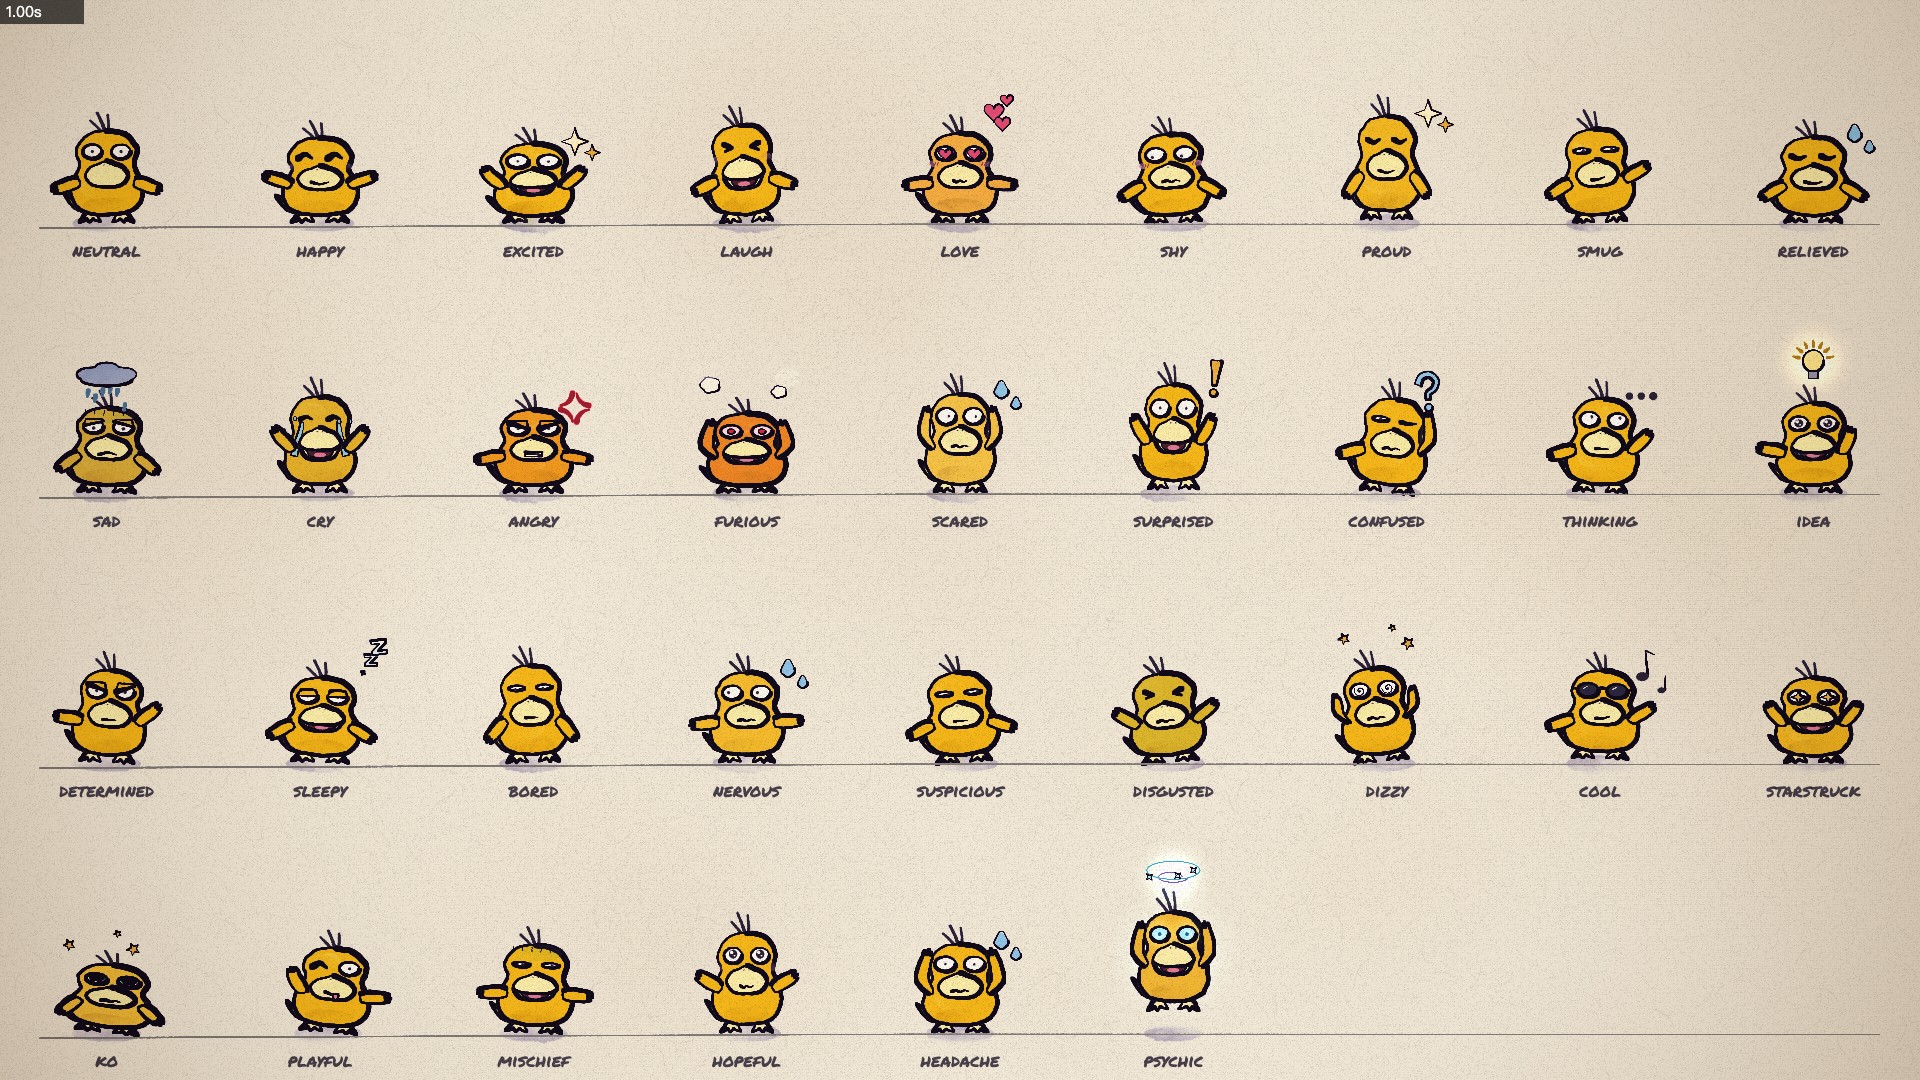 1.00s
NEUTRAL HAPPY EXCITED LAUGH LOVE SHY PROUD SMUG RELIEVED
SAD CRY ANGRY FURIOUS SCARED SURPRISED CONFUSED THINKING IDEA
DETERMINED SLEEPY BORED NERVOUS SUSPICIOUS DISGUSTED DIZZY COOL STARSTRUCK
KO PLAYFUL MISCHIEF HOPEFUL HEADACHE PSYCHIC